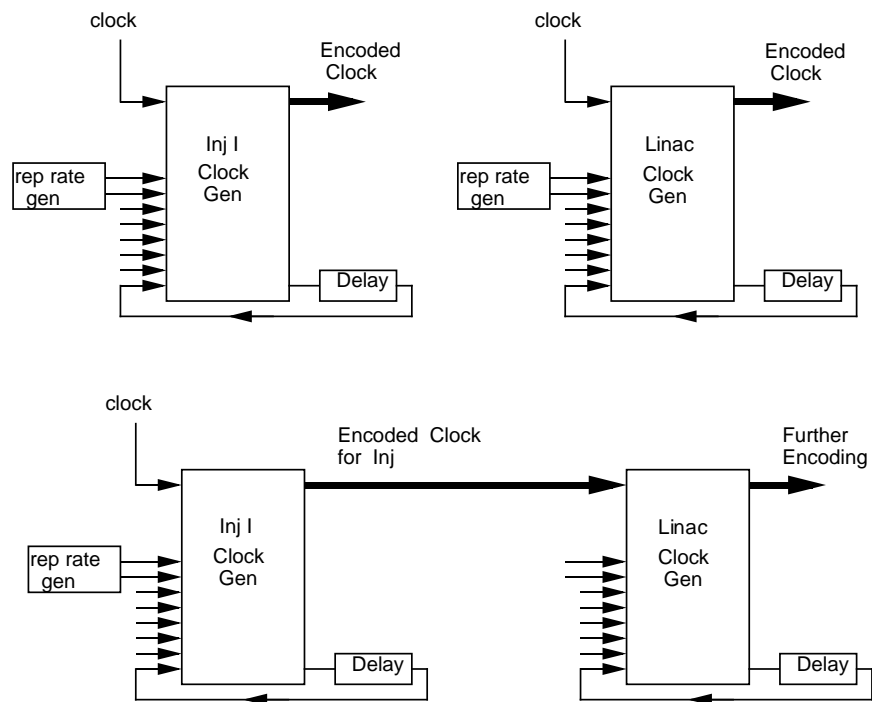 clock
Encoded
Clock
Inj I
Clock
Gen
rep rate
gen
Delay
clock
Encoded
Clock
Linac
Clock
Gen
rep rate
gen
Delay
clock
Encoded Clock
for Inj
Further
Encoding
Inj I
Clock
Gen
rep rate
gen
Delay
Linac
Clock
Gen
Delay